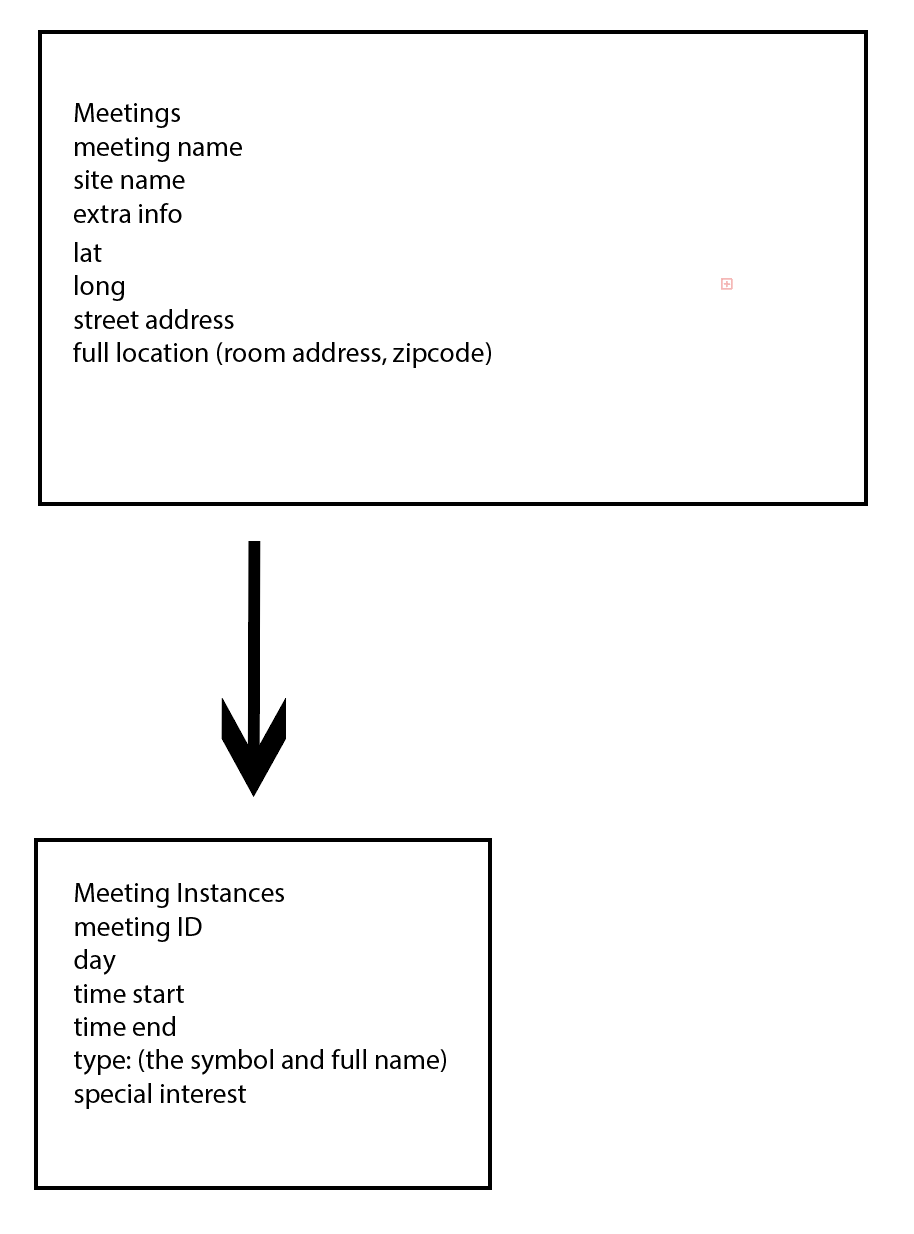 Meetings
meeting name
site name
extra info
lat
long
street address
full location (room address, zipcode)
Meeting Instances
meeting ID
day
time start
time end
type: (the symbol and full name)
special interest